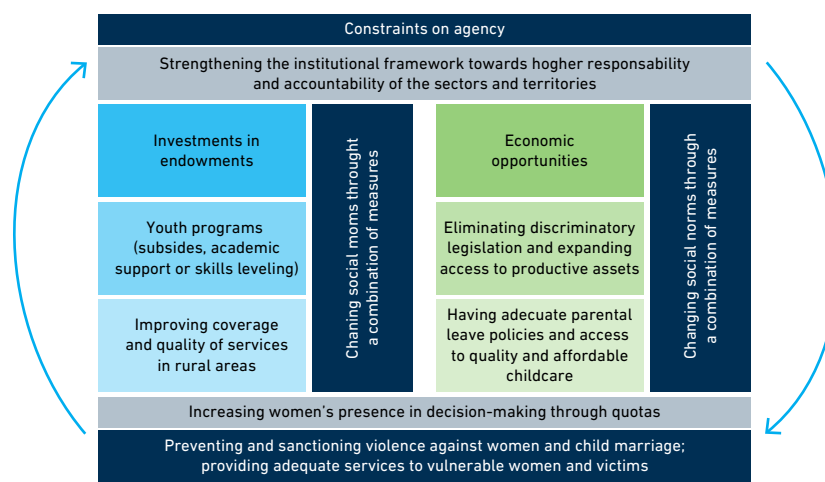 Constraints on agency
Strengthening the institutional framework towards hogher responsability
and accountability of the sectors and territories
Investments in
endowments
Youth programs
(subsides, academic
support or skills leveling)
Improving coverage
and quality of services
in rural areas
Chaning social moms throught
a combination of measures
Economic
opportunities
Eliminating discriminatory
legislation and expanding
access to productive assets
Having adecuate parental
leave policies and access
to quality and affordable
childcare
Changing social norms through
a combination of measures
Increasing women's presence in decision-making through quotas
Preventing and sanctioning violence against women and child marriage;
providing adequate services to vulnerable women and victims